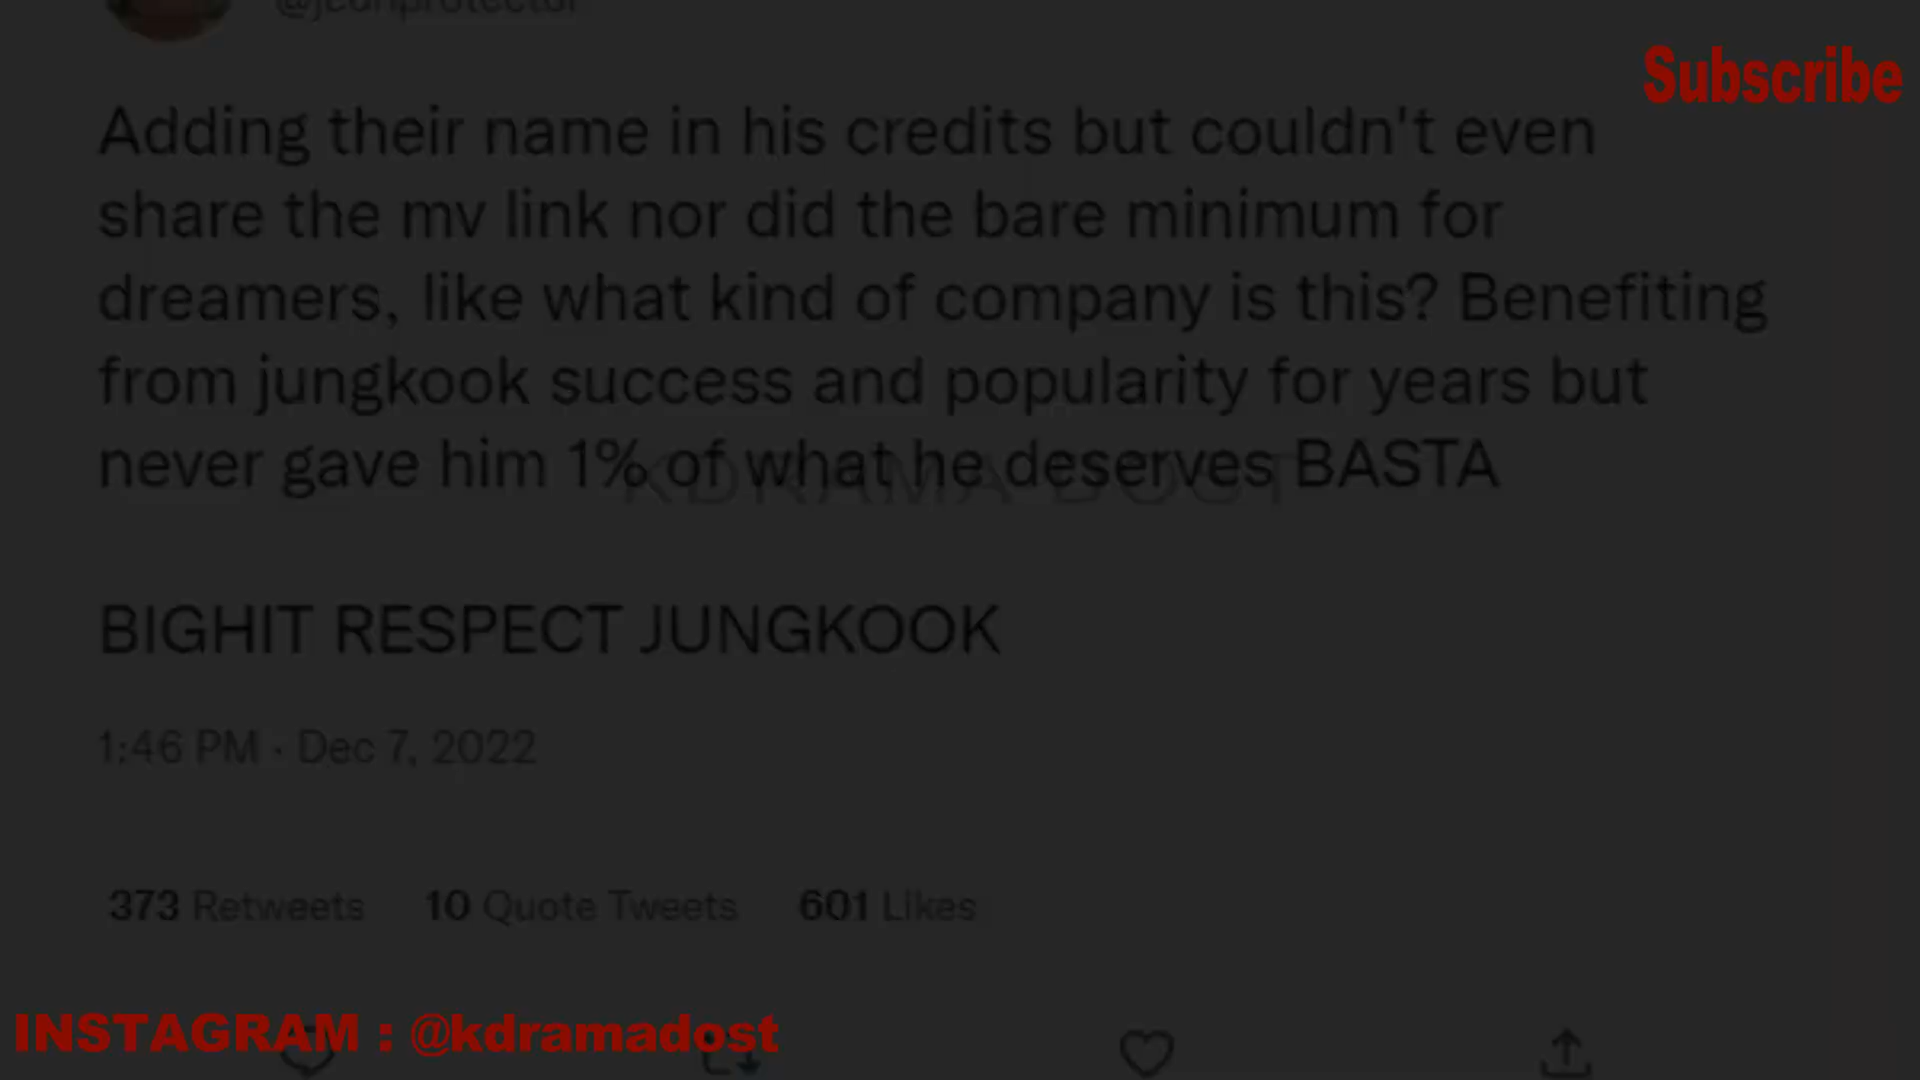 Subscribe
Adding their name in his credits but couldn't even
share the mv link nor did the bare minimum for
dreamers, like what kind of company is this? Benefiting
from jungkook success and popularity for years but
never gave him 1% of what he deserves BASTA
KDRAMA DOST
BIGHIT RESPECT JUNGKOOK
1:46 PM · Dec 7, 2022
373 Retweets 10 Quote Tweets 601 Likes
INSTAGRAM : @kdramadost